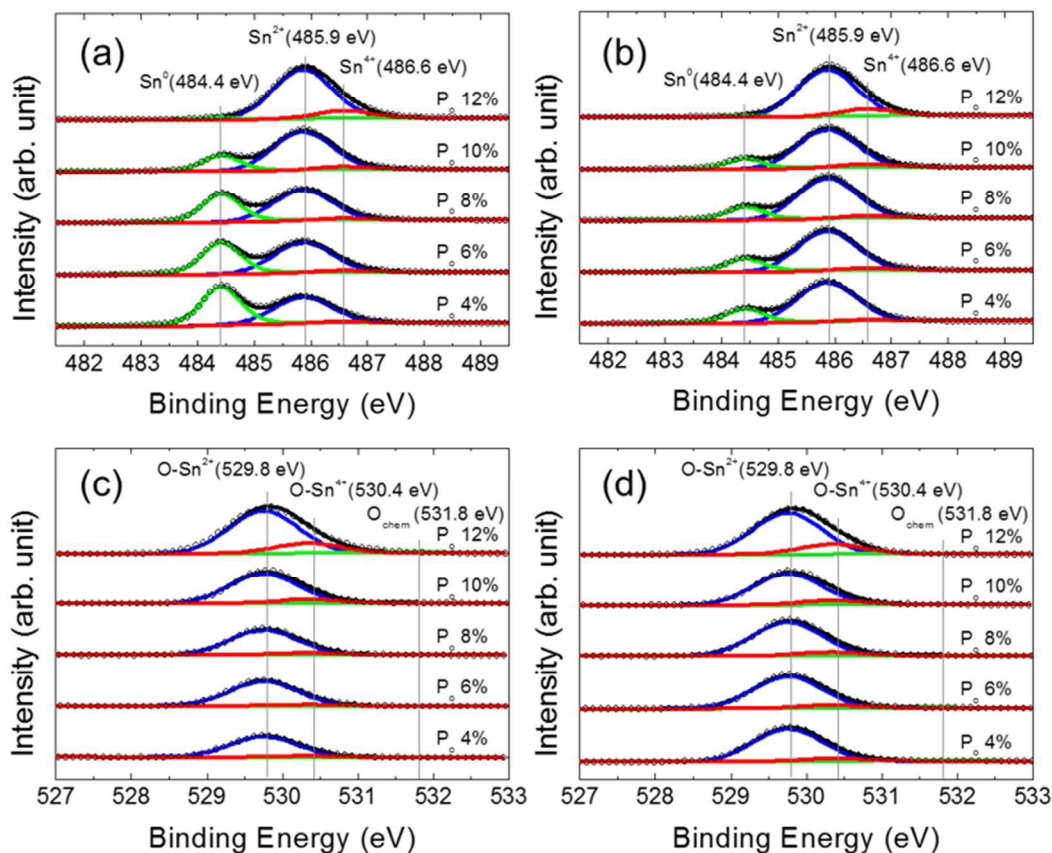 (a)
Sn²⁺(485.9 eV)
Sn⁰(484.4 eV)
Sn⁴⁺(486.6 eV)
Pₒ 12%
Pₒ 10%
Pₒ 8%
Pₒ 6%
Pₒ 4%
Intensity (arb. unit)
482 483 484 485 486 487 488 489
Binding Energy (eV)
(b)
Sn²⁺(485.9 eV)
Sn⁰(484.4 eV)
Sn⁴⁺(486.6 eV)
Pₒ 12%
Pₒ 10%
Pₒ 8%
Pₒ 6%
Pₒ 4%
Intensity (arb. unit)
482 483 484 485 486 487 488 489
Binding Energy (eV)
(c)
O-Sn²⁺(529.8 eV)
O-Sn⁴⁺(530.4 eV)
O_chem(531.8 eV)
Pₒ 12%
Pₒ 10%
Pₒ 8%
Pₒ 6%
Pₒ 4%
Intensity (arb. unit)
527 528 529 530 531 532 533
Binding Energy (eV)
(d)
O-Sn²⁺(529.8 eV)
O-Sn⁴⁺(530.4 eV)
O_chem(531.8 eV)
Pₒ 12%
Pₒ 10%
Pₒ 8%
Pₒ 6%
Pₒ 4%
Intensity (arb. unit)
527 528 529 530 531 532 533
Binding Energy (eV)